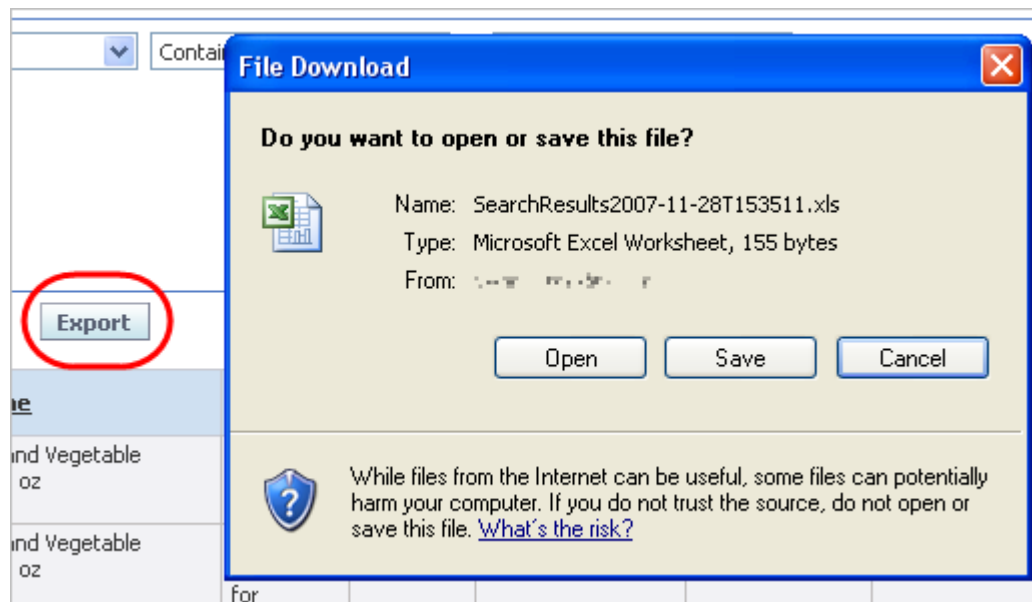 Contai
File Download
Do you want to open or save this file?
Name: SearchResults2007-11-28T153511.xls
Type: Microsoft Excel Worksheet, 155 bytes
From:
Export
Open Save Cancel
ne
and Vegetable
oz
While files from the Internet can be useful, some files can potentially
harm your computer. If you do not trust the source, do not open or
save this file. What's the risk?
and Vegetable
oz
for